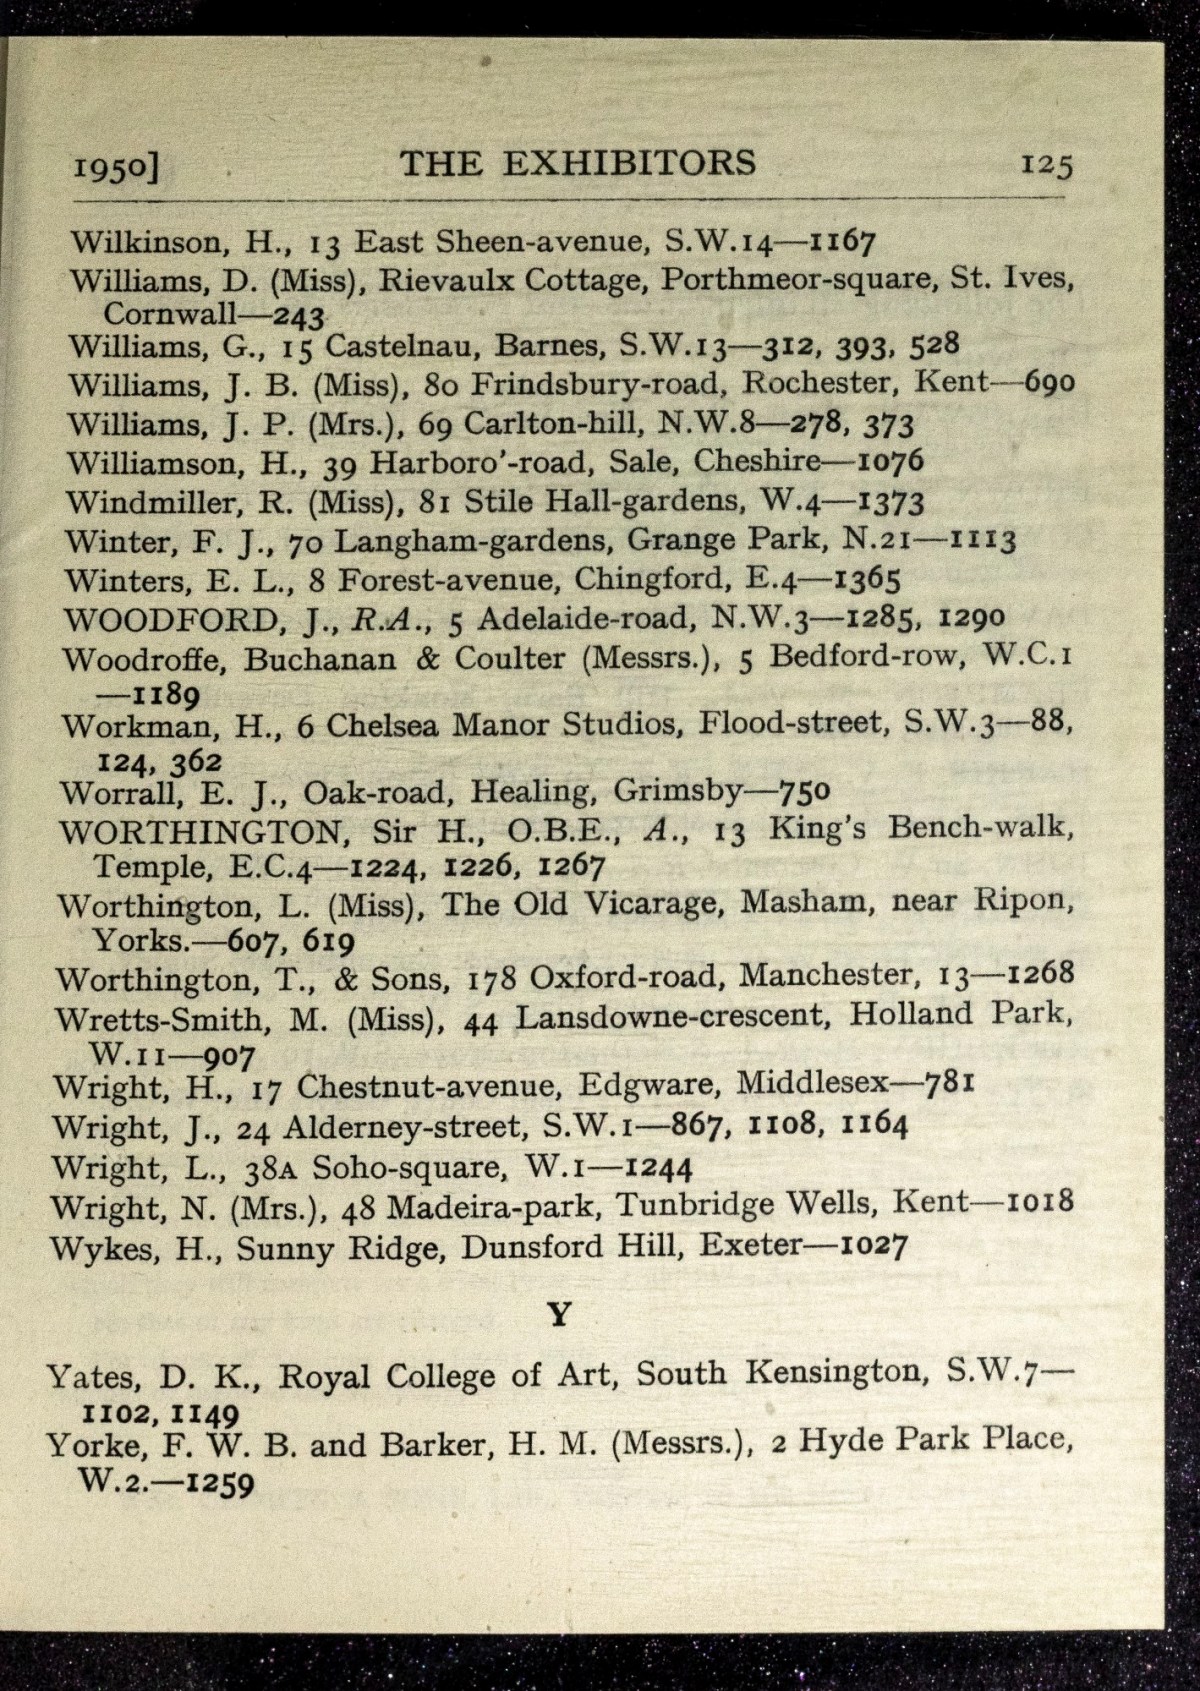 1950] THE EXHIBITORS 125
Wilkinson, H., 13 East Sheen-avenue, S.W.14—1167
Williams, D. (Miss), Rievaulx Cottage, Porthmeor-square, St. Ives,
Cornwall—243
Williams, G., 15 Castelnau, Barnes, S.W.13—312, 393, 528
Williams, J. B. (Miss), 80 Frindsbury-road, Rochester, Kent—690
Williams, J. P. (Mrs.), 69 Carlton-hill, N.W.8—278, 373
Williamson, H., 39 Harboro'-road, Sale, Cheshire—1076
Windmiller, R. (Miss), 81 Stile Hall-gardens, W.4—1373
Winter, F. J., 70 Langham-gardens, Grange Park, N.21—1113
Winters, E. L., 8 Forest-avenue, Chingford, E.4—1365
WOODFORD, J., R.A., 5 Adelaide-road, N.W.3—1285, 1290
Woodroffe, Buchanan & Coulter (Messrs.), 5 Bedford-row, W.C.1
—1189
Workman, H., 6 Chelsea Manor Studios, Flood-street, S.W.3—88,
124, 362
Worrall, E. J., Oak-road, Healing, Grimsby—750
WORTHINGTON, Sir H., O.B.E., A., 13 King's Bench-walk,
Temple, E.C.4—1224, 1226, 1267
Worthington, L. (Miss), The Old Vicarage, Masham, near Ripon,
Yorks.—607, 619
Worthington, T., & Sons, 178 Oxford-road, Manchester, 13—1268
Wretts-Smith, M. (Miss), 44 Lansdowne-crescent, Holland Park,
W.11—907
Wright, H., 17 Chestnut-avenue, Edgware, Middlesex—781
Wright, J., 24 Alderney-street, S.W.1—867, 1108, 1164
Wright, L., 38A Soho-square, W.1—1244
Wright, N. (Mrs.), 48 Madeira-park, Tunbridge Wells, Kent—1018
Wykes, H., Sunny Ridge, Dunsford Hill, Exeter—1027
Y
Yates, D. K., Royal College of Art, South Kensington, S.W.7—
1102, 1149
Yorke, F. W. B. and Barker, H. M. (Messrs.), 2 Hyde Park Place,
W.2.—1259